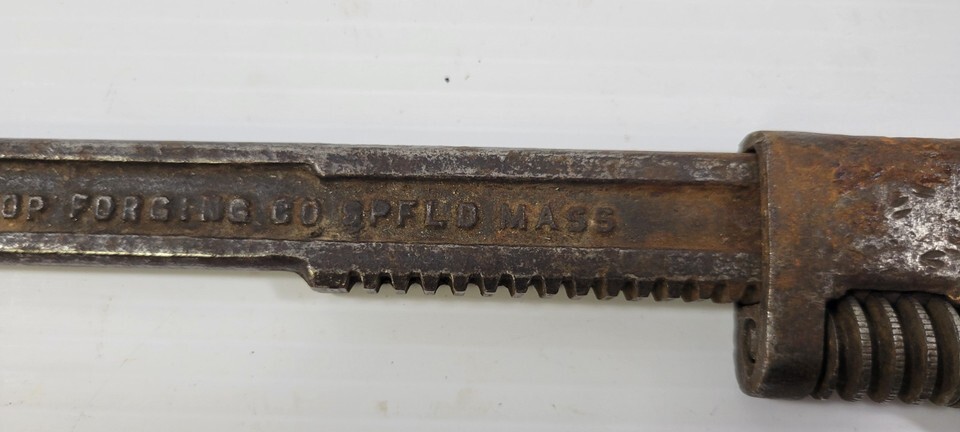 OP FORGING CO SPFLD MASS